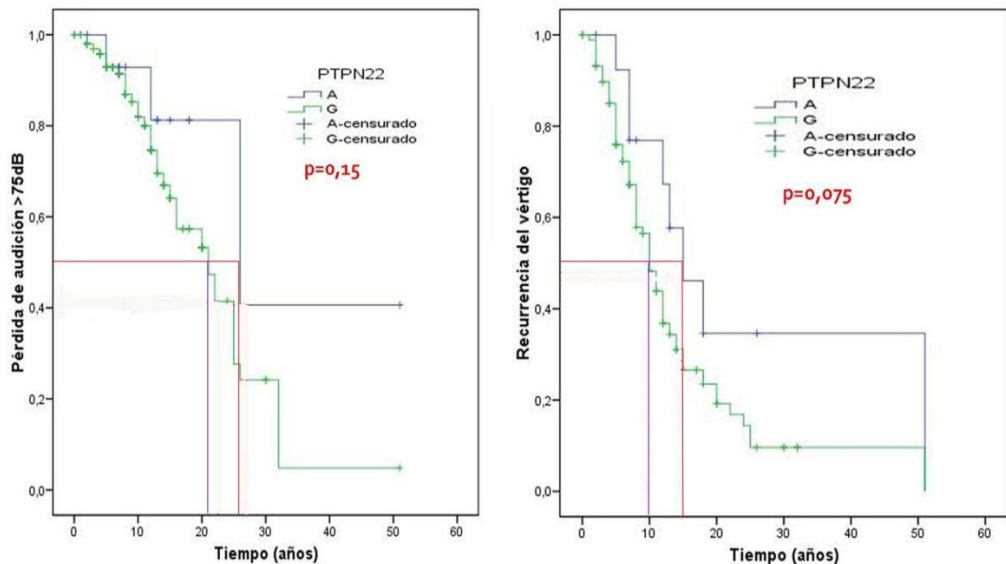 Pérdida de audición >75dB
1,0
0,8
0,6
0,4
0,2
0,0
PTPN22
A
G
A-censurado
G-censurado
p=0,15
0
10
20
30
40
50
60
Tiempo (años)
Recurrencia del vértigo
1,0
0,8
0,6
0,4
0,2
0,0
PTPN22
A
G
A-censurado
G-censurado
p=0,075
0
10
20
30
40
50
60
Tiempo (años)